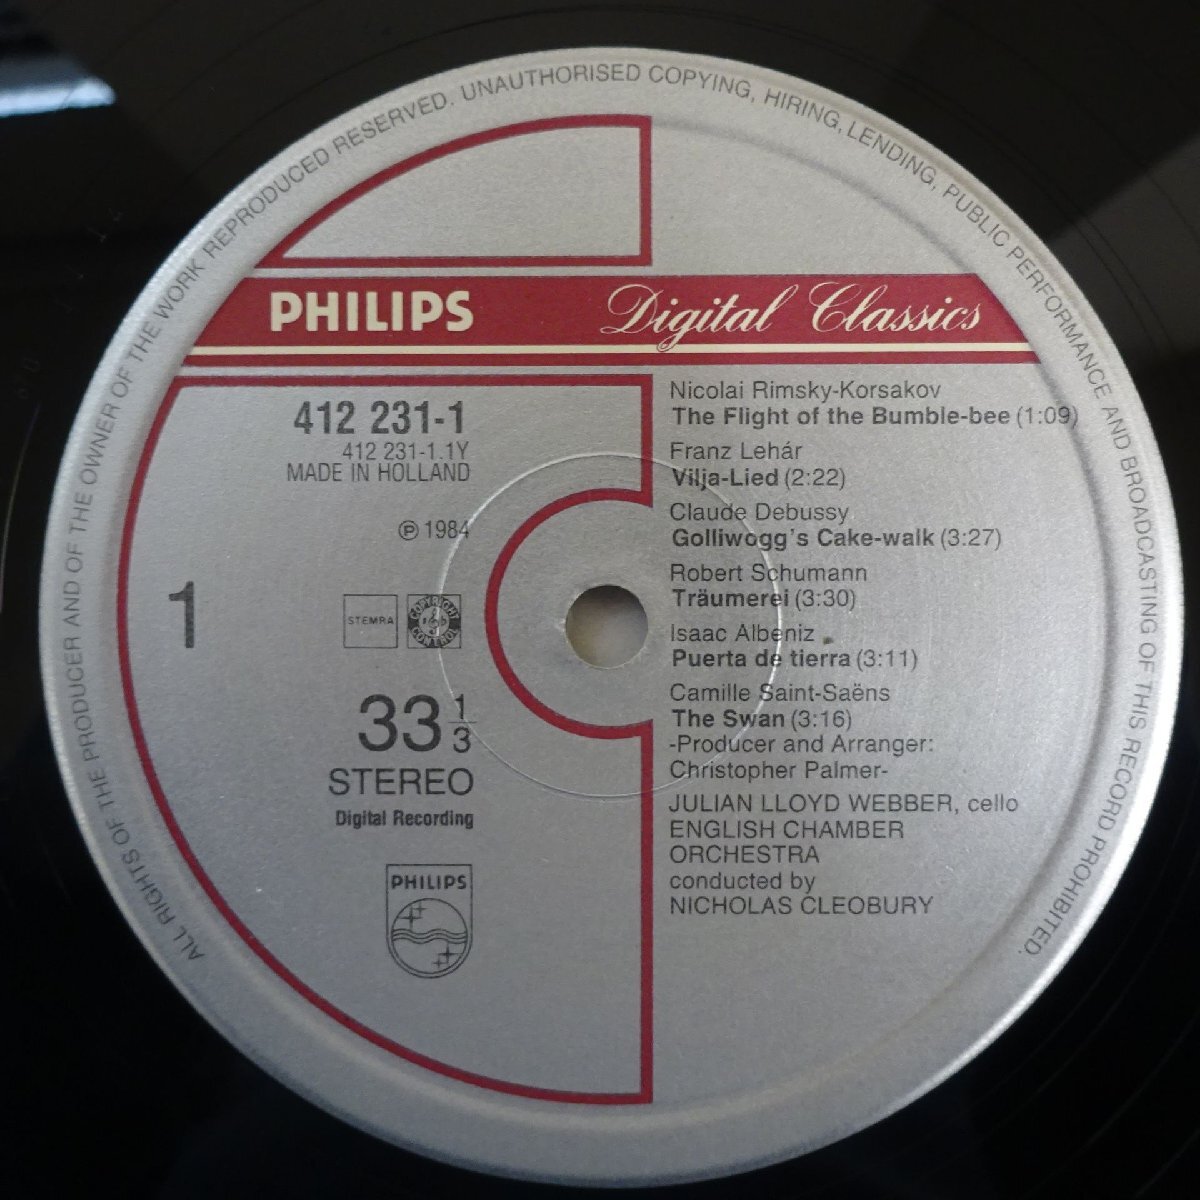 ALL RIGHTS OF THE PRODUCER AND OF THE OWNER OF THE WORK REPRODUCED RESERVED. UNAUTHORISED COPYING, HIRING, LENDING, PUBLIC PERFORMANCE AND BROADCASTING OF THIS RECORD PROHIBITED.
PHILIPS
Digital Classics
412 231-1
412 231-1.1Y
MADE IN HOLLAND
℗ 1984
1
STEMRA
COPYRIGHT CONTROL
33 1/3
STEREO
Digital Recording
PHILIPS
Nicolai Rimsky-Korsakov
The Flight of the Bumble-bee (1:09)
Franz Lehár
Vilja-Lied (2:22)
Claude Debussy
Golliwogg's Cake-walk (3:27)
Robert Schumann
Träumerei (3:30)
Isaac Albeniz
Puerta de tierra (3:11)
Camille Saint-Saëns
The Swan (3:16)
-Producer and Arranger:
Christopher Palmer-
JULIAN LLOYD WEBBER, cello
ENGLISH CHAMBER
ORCHESTRA
conducted by
NICHOLAS CLEOBURY